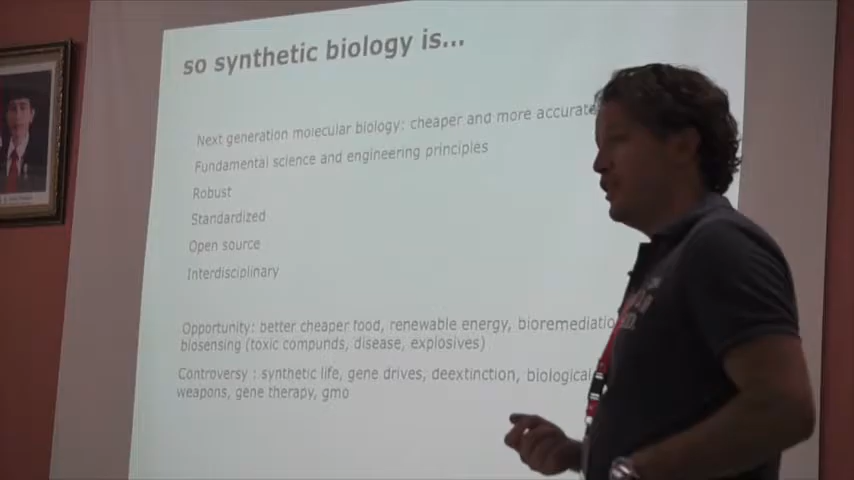 so synthetic biology is...
Next generation molecular biology: cheaper and more accurate
Fundamental science and engineering principles
Robust
Standardized
Open source
Interdisciplinary
Opportunity: better cheaper food, renewable energy, bioremediatio
biosensing (toxic compunds, disease, explosives)
Controversy : synthetic life, gene drives, deextinction, biological
weapons, gene therapy, gmo